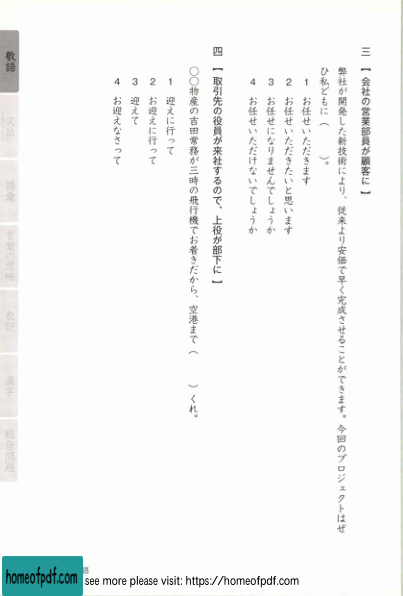 三 【会社の営業部員が顧客に】
弊社が開発した新技術により、従来より安価で早く完成させることができます。今回のプロジェクトはぜ
ひ私どもに（　　　）。
1 お任せいただきます
2 お任せいただきたいと思います
3 お任せになりませんでしょうか
4 お任せいただけないでしょうか
四 【取引先の役員が来社するので、上役が部下に】
〇〇物産の吉田常務が三時の飛行機でお着きだから、空港まで（　　　）くれ。
1 迎えに行って
2 お迎えに行って
3 迎えて
4 お迎えなさって
敬語
文法
語彙
言葉の意味
表記
漢字
総合問題
語
homeofpdf.com
see more please visit: https://homeofpdf.com